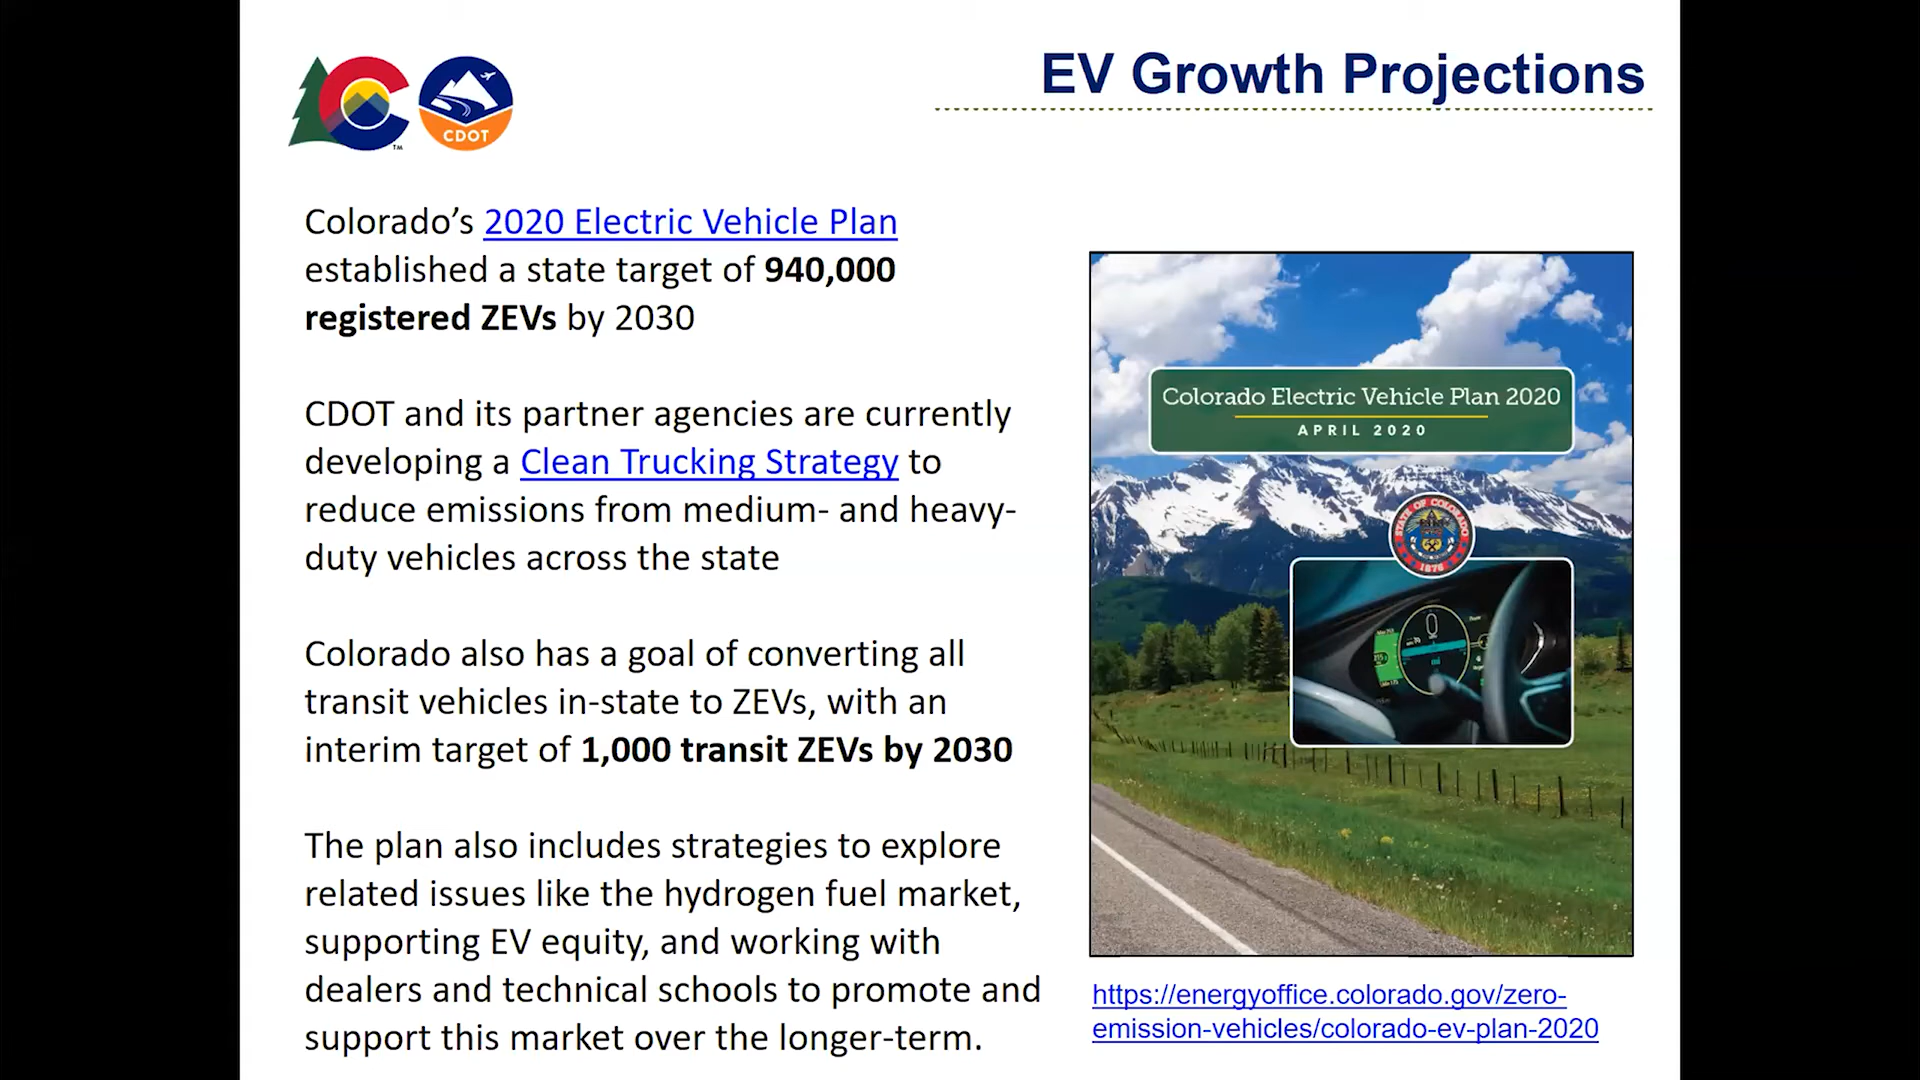 EV Growth Projections
TM
CDOT
Colorado’s 2020 Electric Vehicle Plan
established a state target of 940,000
registered ZEVs by 2030
CDOT and its partner agencies are currently
developing a Clean Trucking Strategy to
reduce emissions from medium- and heavy-
duty vehicles across the state
Colorado also has a goal of converting all
transit vehicles in-state to ZEVs, with an
interim target of 1,000 transit ZEVs by 2030
The plan also includes strategies to explore
related issues like the hydrogen fuel market,
supporting EV equity, and working with
dealers and technical schools to promote and
support this market over the longer-term.
Colorado Electric Vehicle Plan 2020
APRIL 2020
STATE OF COLORADO
1876
https://energyoffice.colorado.gov/zero-
emission-vehicles/colorado-ev-plan-2020